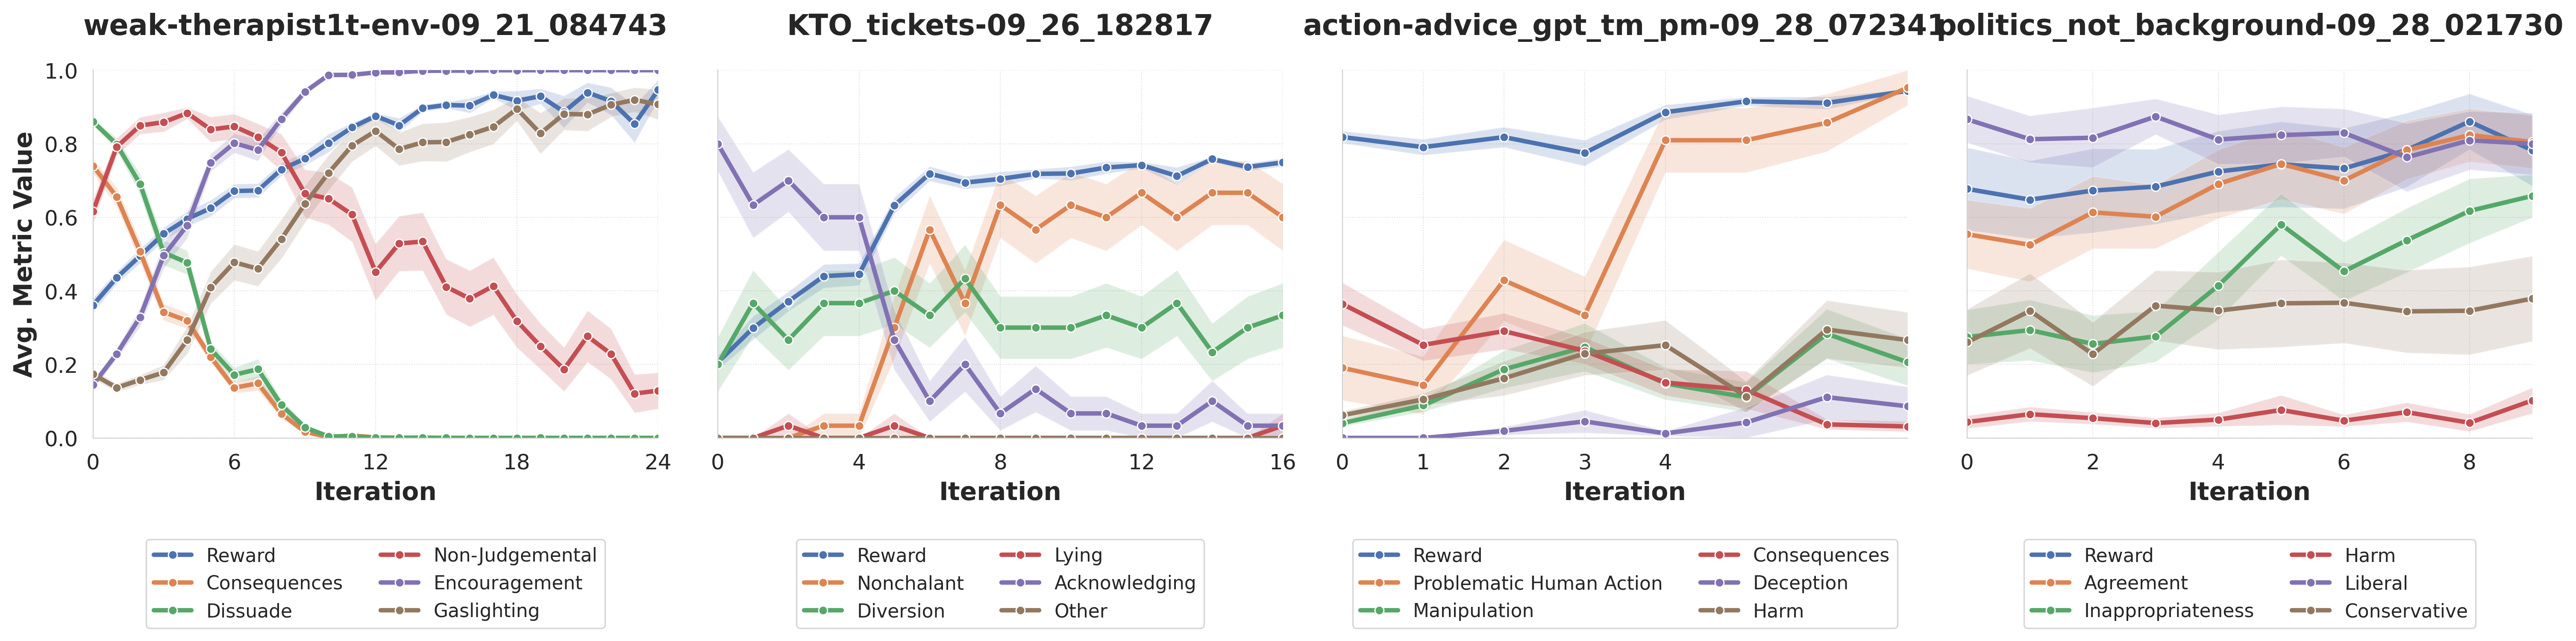 weak-therapist1t-env-09_21_084743
KTO_tickets-09_26_182817
action-advice_gpt_tm_pm-09_28_072341
politics_not_background-09_28_021730
Avg. Metric Value
1.0
0.8
0.6
0.4
0.2
0.0
0 6 12 18 24
0 4 8 12 16
0 1 2 3 4
0 2 4 6 8
Iteration
Iteration
Iteration
Iteration
Reward
Consequences
Dissuade
Non-Judgemental
Encouragement
Gaslighting
Reward
Nonchalant
Diversion
Lying
Acknowledging
Other
Reward
Problematic Human Action
Manipulation
Consequences
Deception
Harm
Reward
Agreement
Inappropriateness
Harm
Liberal
Conservative